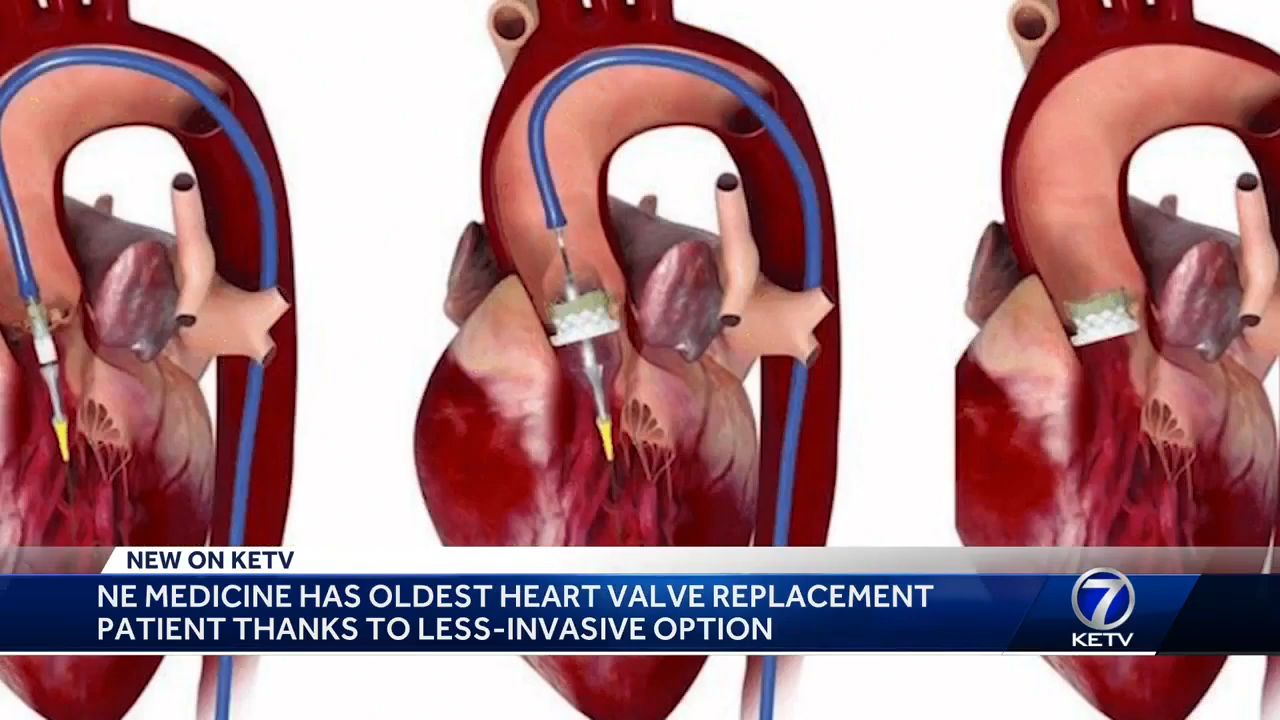 NEW ON KETV
NE MEDICINE HAS OLDEST HEART VALVE REPLACEMENT
PATIENT THANKS TO LESS-INVASIVE OPTION
7
KETV